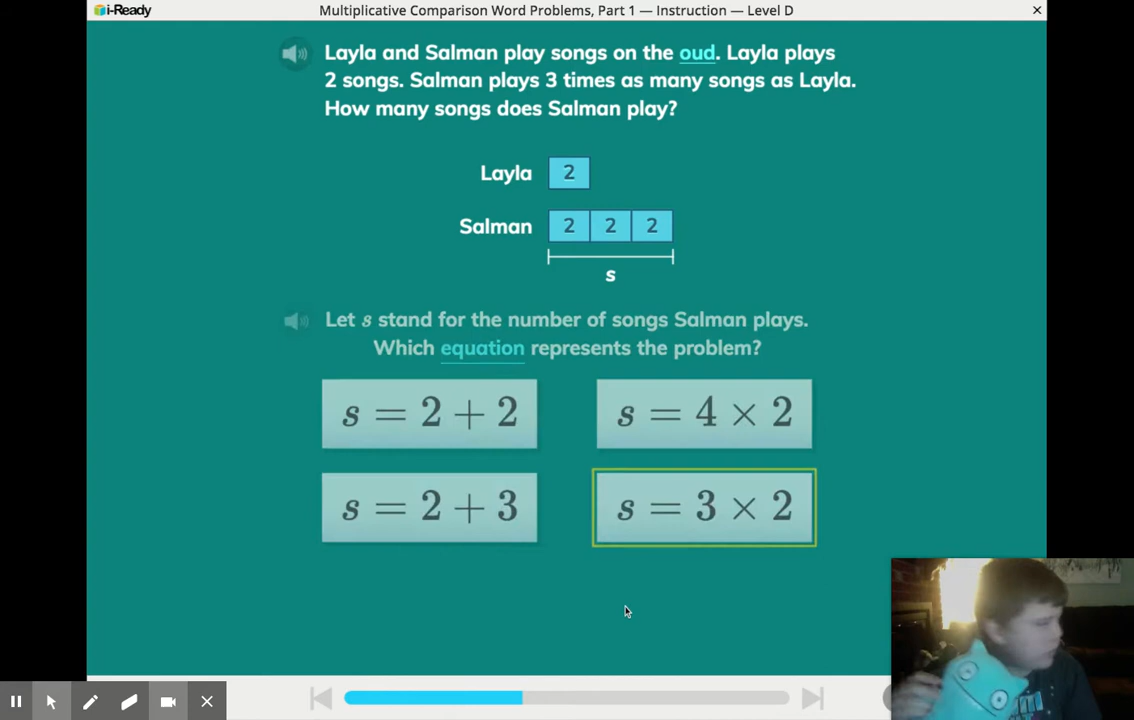 i-Ready
Multiplicative Comparison Word Problems, Part 1 — Instruction — Level D
Layla and Salman play songs on the oud. Layla plays
2 songs. Salman plays 3 times as many songs as Layla.
How many songs does Salman play?
Layla 2
Salman 2 2 2
s
Let s stand for the number of songs Salman plays.
Which equation represents the problem?
s = 2 + 2
s = 4 × 2
s = 2 + 3
s = 3 × 2